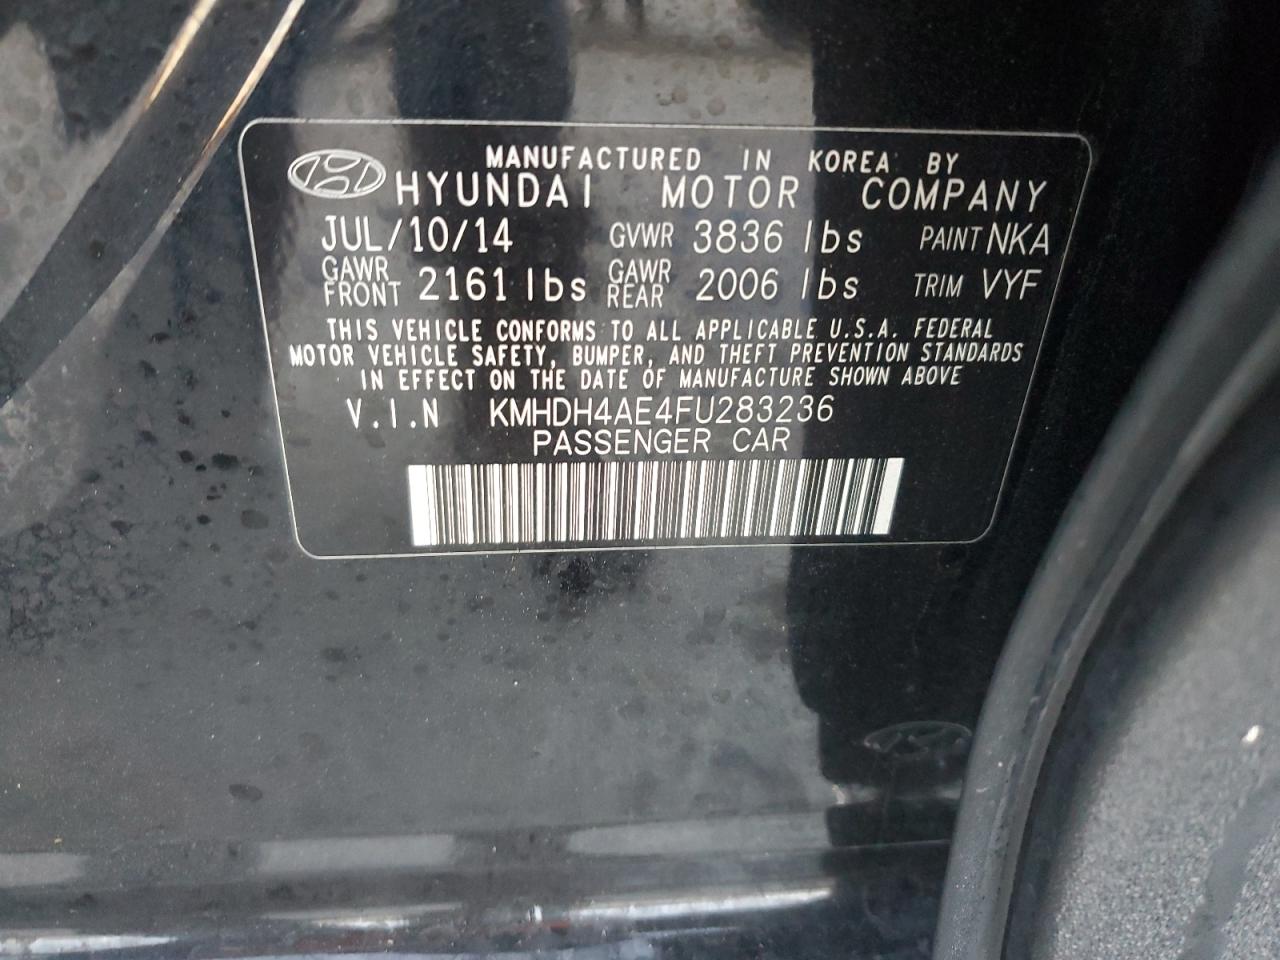 MANUFACTURED IN KOREA BY
HYUNDAI MOTOR COMPANY
JUL/10/14 GVWR 3836 lbs PAINT NKA
GAWR FRONT 2161 lbs GAWR REAR 2006 lbs TRIM VYF
THIS VEHICLE CONFORMS TO ALL APPLICABLE U.S.A. FEDERAL
MOTOR VEHICLE SAFETY, BUMPER, AND THEFT PREVENTION STANDARDS
IN EFFECT ON THE DATE OF MANUFACTURE SHOWN ABOVE
V.I.N KMHDH4AE4FU283236
PASSENGER CAR